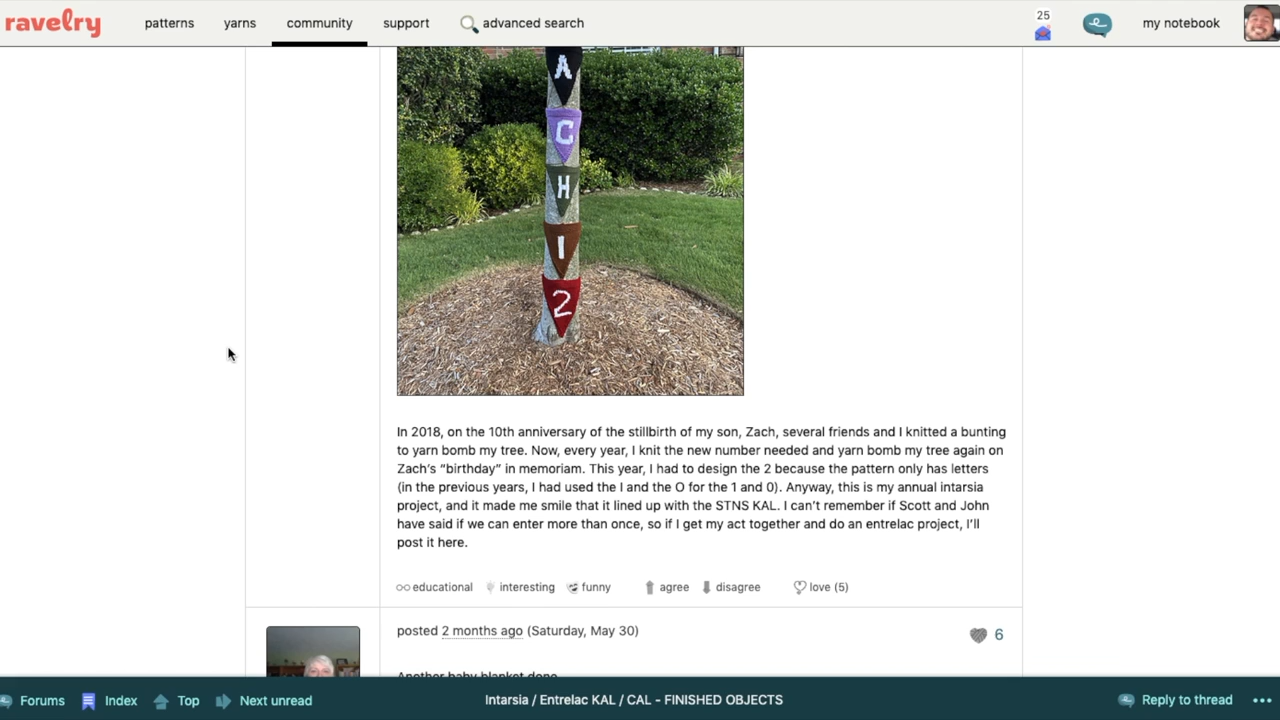 ravelry patterns yarns community support advanced search 25 my notebook
A
C
H
I
2
In 2018, on the 10th anniversary of the stillbirth of my son, Zach, several friends and I knitted a bunting
to yarn bomb my tree. Now, every year, I knit the new number needed and yarn bomb my tree again on
Zach's “birthday” in memoriam. This year, I had to design the 2 because the pattern only has letters
(in the previous years, I had used the I and the O for the 1 and 0). Anyway, this is my annual intarsia
project, and it made me smile that it lined up with the STNS KAL. I can't remember if Scott and John
have said if we can enter more than once, so if I get my act together and do an entrelac project, I'll
post it here.
educational interesting funny agree disagree love (5)
posted 2 months ago (Saturday, May 30) 6
Another baby blanket done
Forums Index Top Next unread Intarsia / Entrelac KAL / CAL - FINISHED OBJECTS Reply to thread